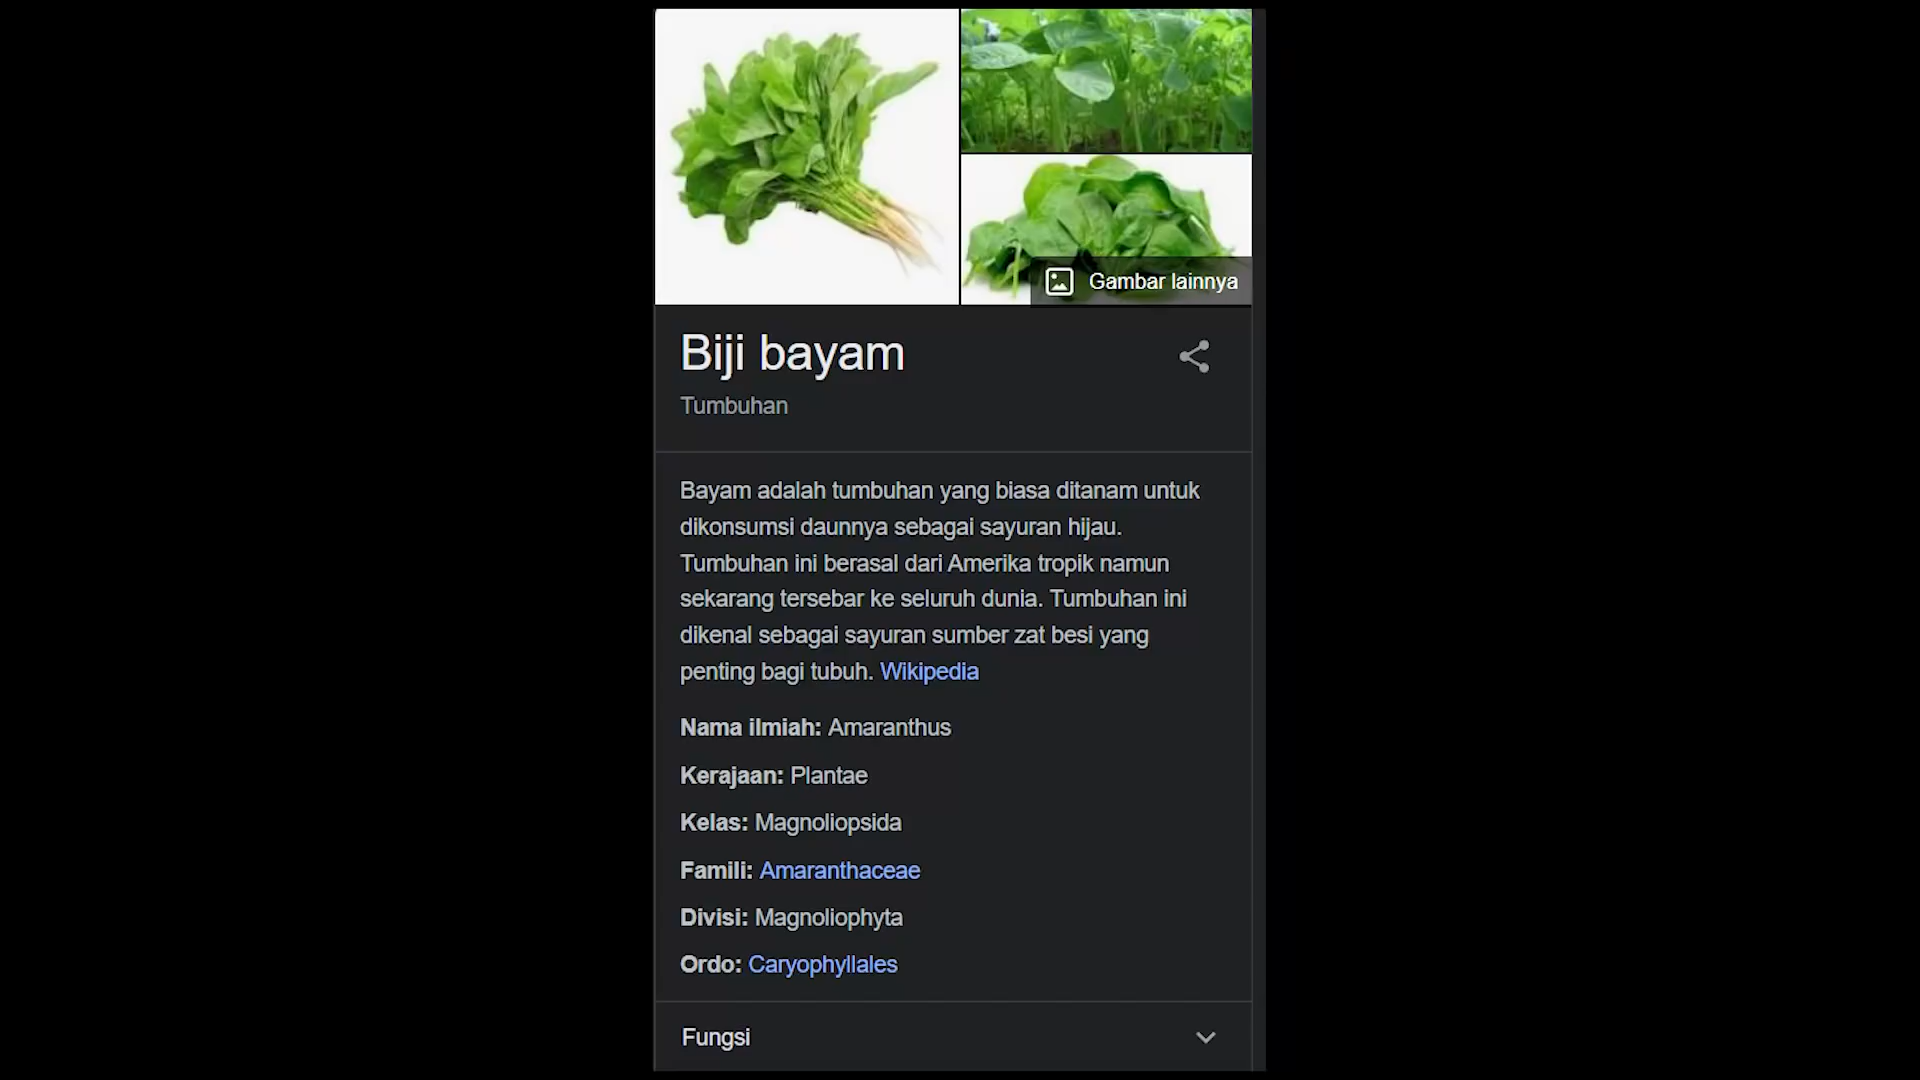 Gambar lainnya
Biji bayam
Tumbuhan
Bayam adalah tumbuhan yang biasa ditanam untuk
dikonsumsi daunnya sebagai sayuran hijau.
Tumbuhan ini berasal dari Amerika tropik namun
sekarang tersebar ke seluruh dunia. Tumbuhan ini
dikenal sebagai sayuran sumber zat besi yang
penting bagi tubuh. Wikipedia
Nama ilmiah: Amaranthus
Kerajaan: Plantae
Kelas: Magnoliopsida
Famili: Amaranthaceae
Divisi: Magnoliophyta
Ordo: Caryophyllales
Fungsi